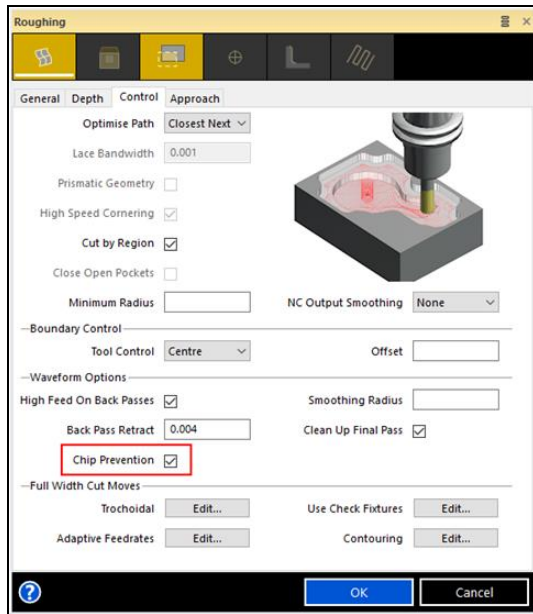 Roughing
General Depth Control Approach
Optimise Path Closest Next
Lace Bandwidth 0.001
Prismatic Geometry
High Speed Cornering
Cut by Region
Close Open Pockets
Minimum Radius NC Output Smoothing None
Boundary Control
Tool Control Centre Offset
Waveform Options
High Feed On Back Passes Smoothing Radius
Back Pass Retract 0.004 Clean Up Final Pass
Chip Prevention
Full Width Cut Moves
Trochoidal Edit... Use Check Fixtures Edit...
Adaptive Feedrates Edit... Contouring Edit...
? OK Cancel